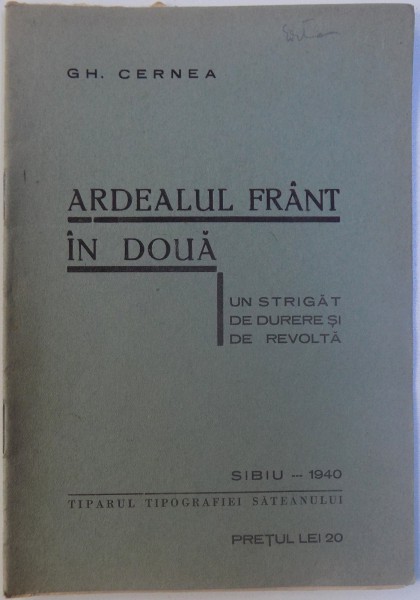 GH. CERNEA
ARDEALUL FRÂNT
ÎN DOUĂ
UN STRIGĂT
DE DURERE ȘI
DE REVOLTĂ
SIBIU --- 1940
TIPARUL TIPOGRAFIEI SĂTEANULUI
PREȚUL LEI 20